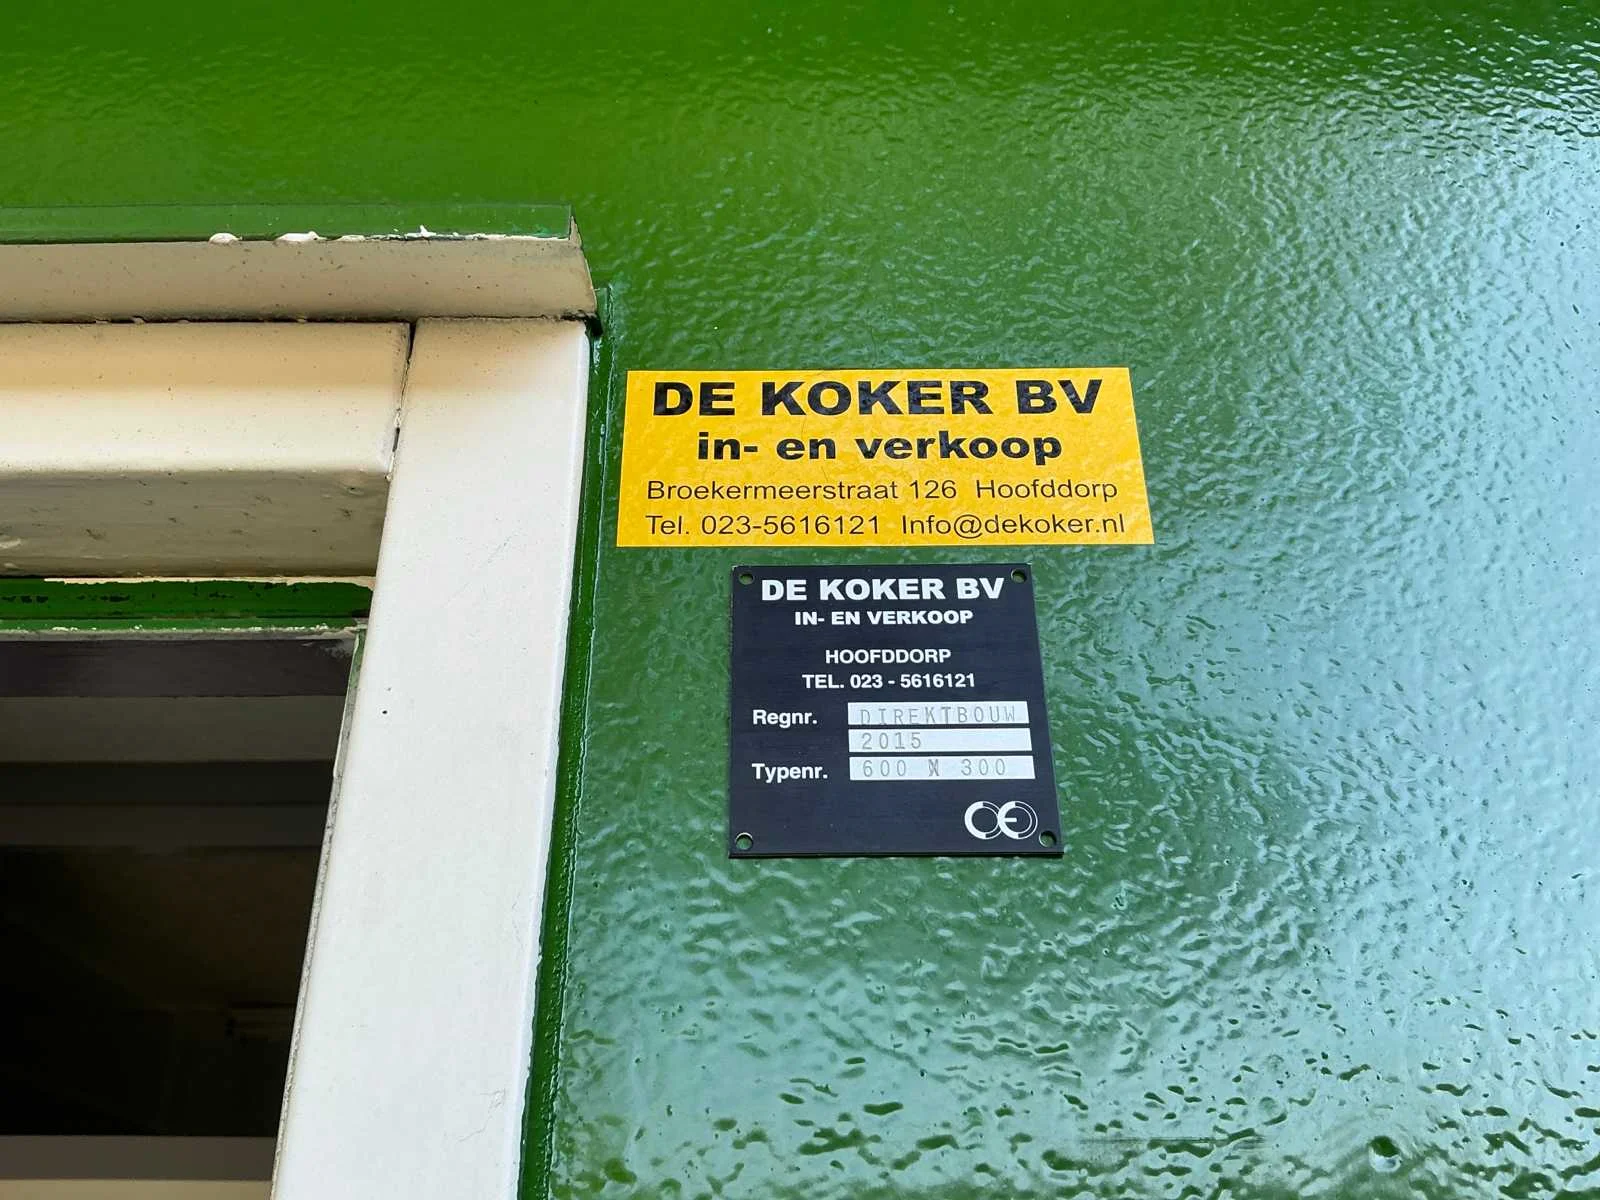 DE KOKER BV
in- en verkoop
Broekermeerstraat 126 Hoofddorp
Tel. 023-5616121 Info@dekoker.nl
DE KOKER BV
IN- EN VERKOOP
HOOFDDORP
TEL. 023 - 5616121
Regnr. DIREKTBOUW
2015
Typenr. 600 X 300
CE